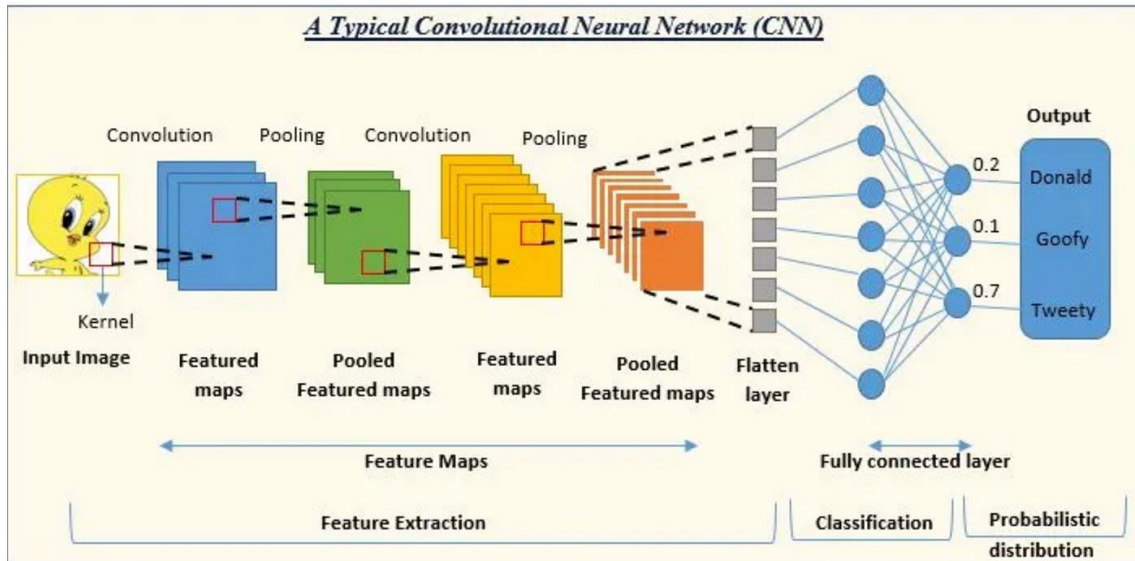 A Typical Convolutional Neural Network (CNN)
Convolution
Pooling
Convolution
Pooling
Output
0.2
Donald
0.1
Goofy
0.7
Tweety
Kernel
Input Image
Featured
maps
Pooled
Featured maps
Featured
maps
Pooled
Featured maps
Flatten
layer
Feature Maps
Fully connected layer
Feature Extraction
Classification
Probabilistic
distribution